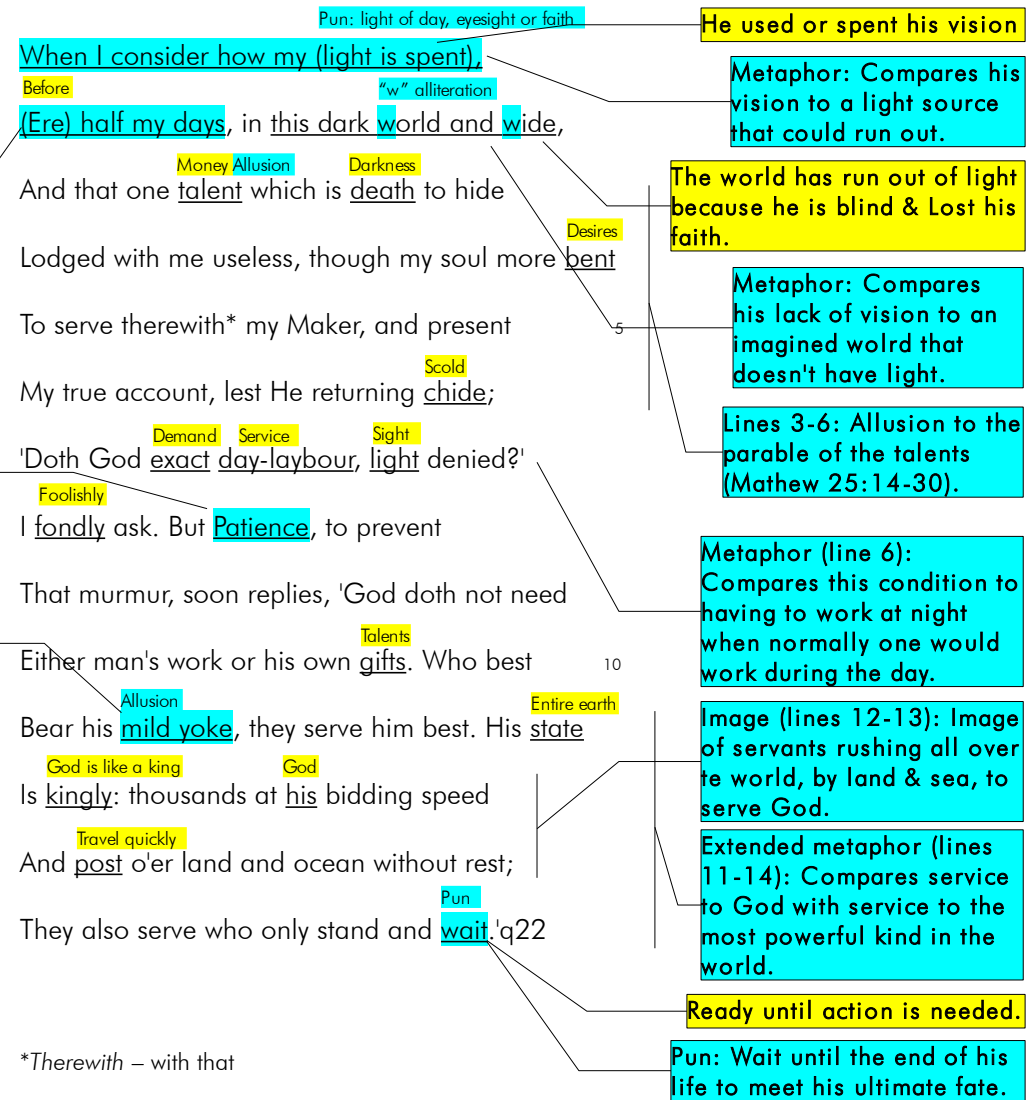 Pun: light of day, eyesight or faith
He used or spent his vision
When I consider how my (light is spent),
Metaphor: Compares his
vision to a light source
that could run out.
Before
“w” alliteration
(Ere) half my days, in this dark world and wide,
Money Allusion
Darkness
And that one talent which is death to hide
The world has run out of light
because he is blind & Lost his
faith.
Desires
Lodged with me useless, though my soul more bent
Metaphor: Compares
his lack of vision to an
imagined wolrd that
doesn't have light.
To serve therewith* my Maker, and present 5
Scold
My true account, lest He returning chide;
Lines 3-6: Allusion to the
parable of the talents
(Mathew 25:14-30).
Demand
Service
Sight
'Doth God exact day-laybour, light denied?'
Foolishly
I fondly ask. But Patience, to prevent
Metaphor (line 6):
Compares this condition to
having to work at night
when normally one would
work during the day.
That murmur, soon replies, 'God doth not need
Talents
Either man's work or his own gifts. Who best 10
Allusion
Entire earth
Bear his mild yoke, they serve him best. His state
Image (lines 12-13): Image
of servants rushing all over
te world, by land & sea, to
serve God.
God is like a king
God
Is kingly: thousands at his bidding speed
Travel quickly
And post o'er land and ocean without rest;
Extended metaphor (lines
11-14): Compares service
to God with service to the
most powerful kind in the
world.
Pun
They also serve who only stand and wait.'q22
Ready until action is needed.
Pun: Wait until the end of his
life to meet his ultimate fate.
*Therewith – with that